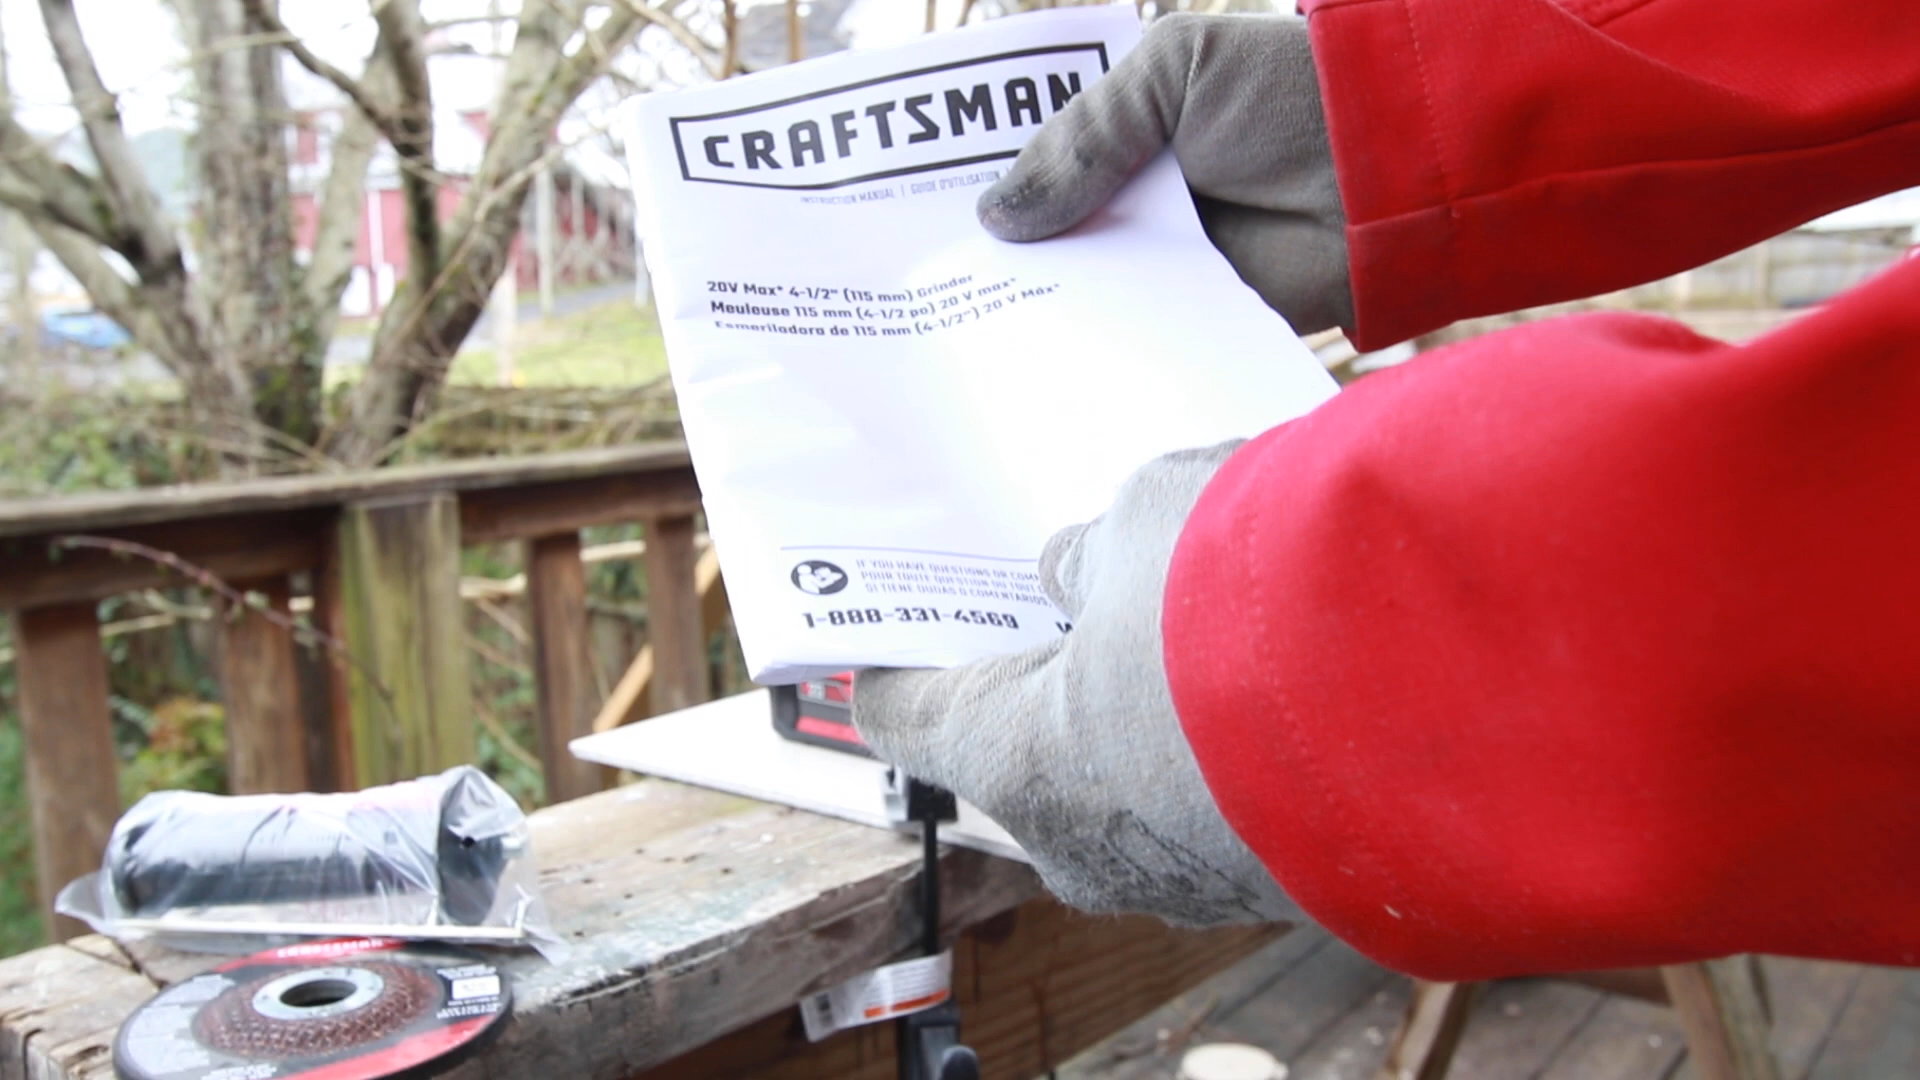 CRAFTSMAN
INSTRUCTION MANUAL | GUIDE D'UTILISATION
20V Max* 4-1/2" (115 mm) Grinder
Meuleuse 115 mm (4-1/2 po) 20 V max*
Esmeriladora de 115 mm (4-1/2") 20 V Máx*
IF YOU HAVE QUESTIONS OR COMM
POUR TOUTE QUESTION OU TOUT
SI TIENE DUDAS O COMENTARIOS,
1-888-331-4569
W
CRAFTSMAN